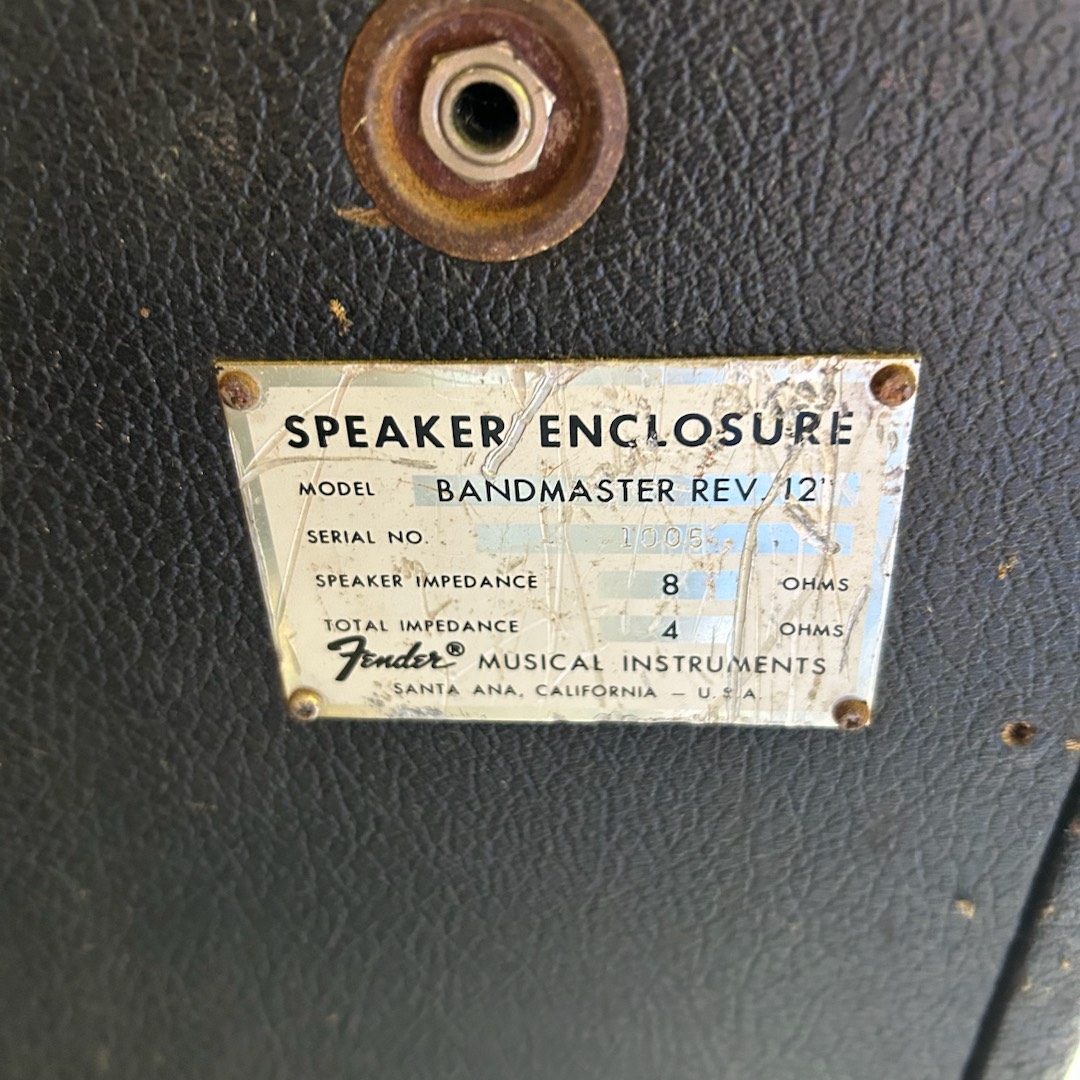 SPEAKER ENCLOSURE
MODEL BANDMASTER REV. 12"
SERIAL NO. 1005
SPEAKER IMPEDANCE 8 OHMS
TOTAL IMPEDANCE 4 OHMS
Fender® MUSICAL INSTRUMENTS
SANTA ANA, CALIFORNIA — U.S.A.